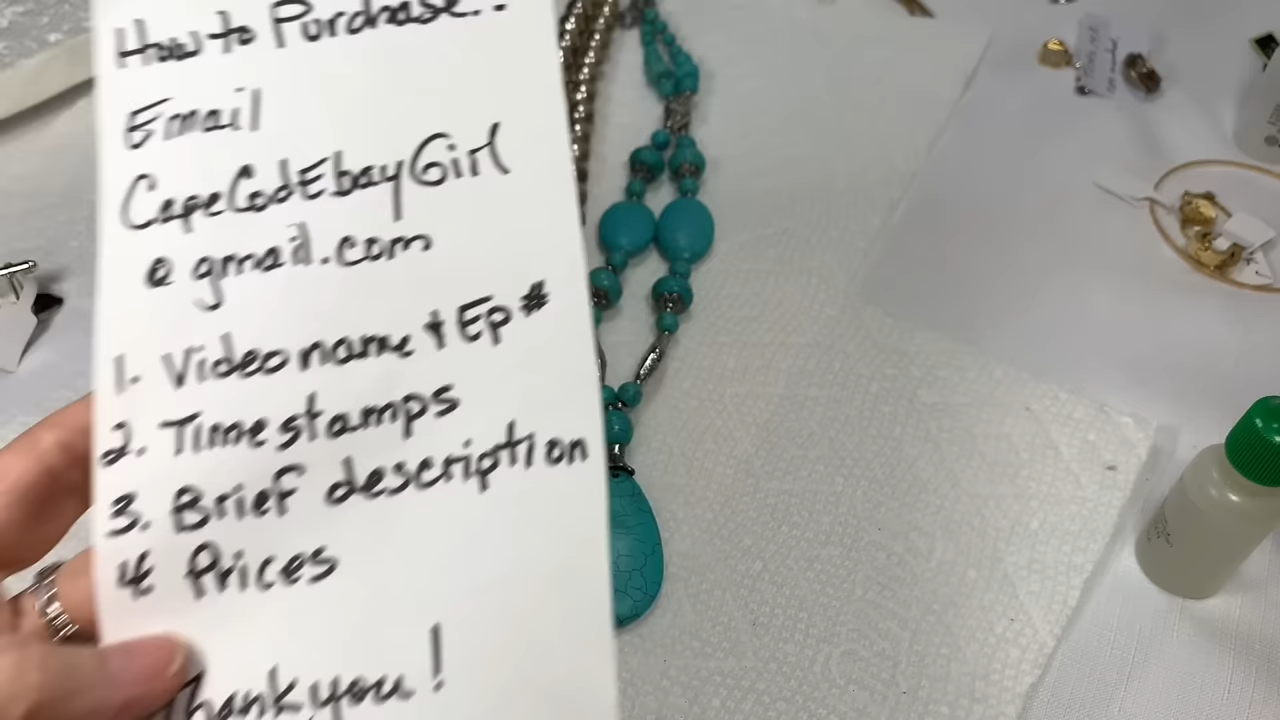 How to Purchase..
Email
CapeCodEbayGirl
@ gmail.com
1. Video name + Ep #
2. Timestamps
3. Brief description
4 Prices
Thank you!